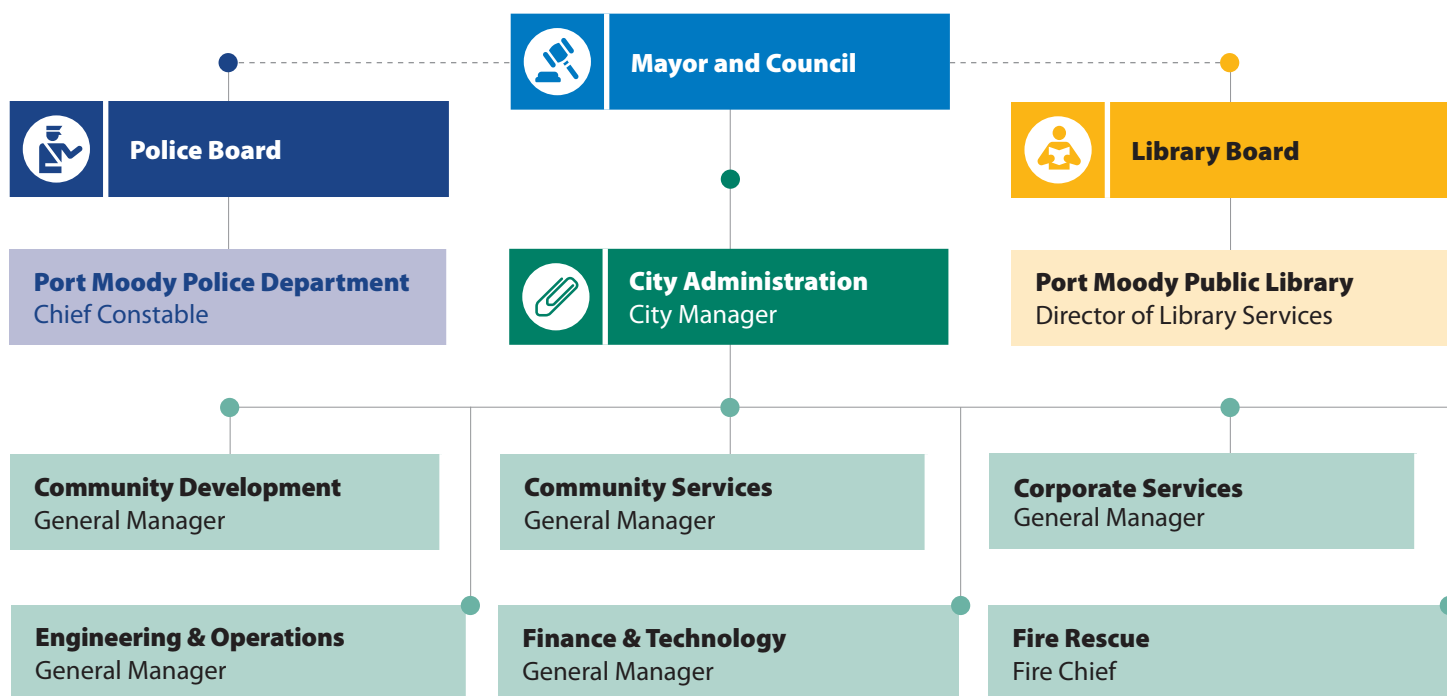 Mayor and Council
Police Board
Library Board
Port Moody Police Department
Chief Constable
City Administration
City Manager
Port Moody Public Library
Director of Library Services
Community Development
General Manager
Community Services
General Manager
Corporate Services
General Manager
Engineering & Operations
General Manager
Finance & Technology
General Manager
Fire Rescue
Fire Chief